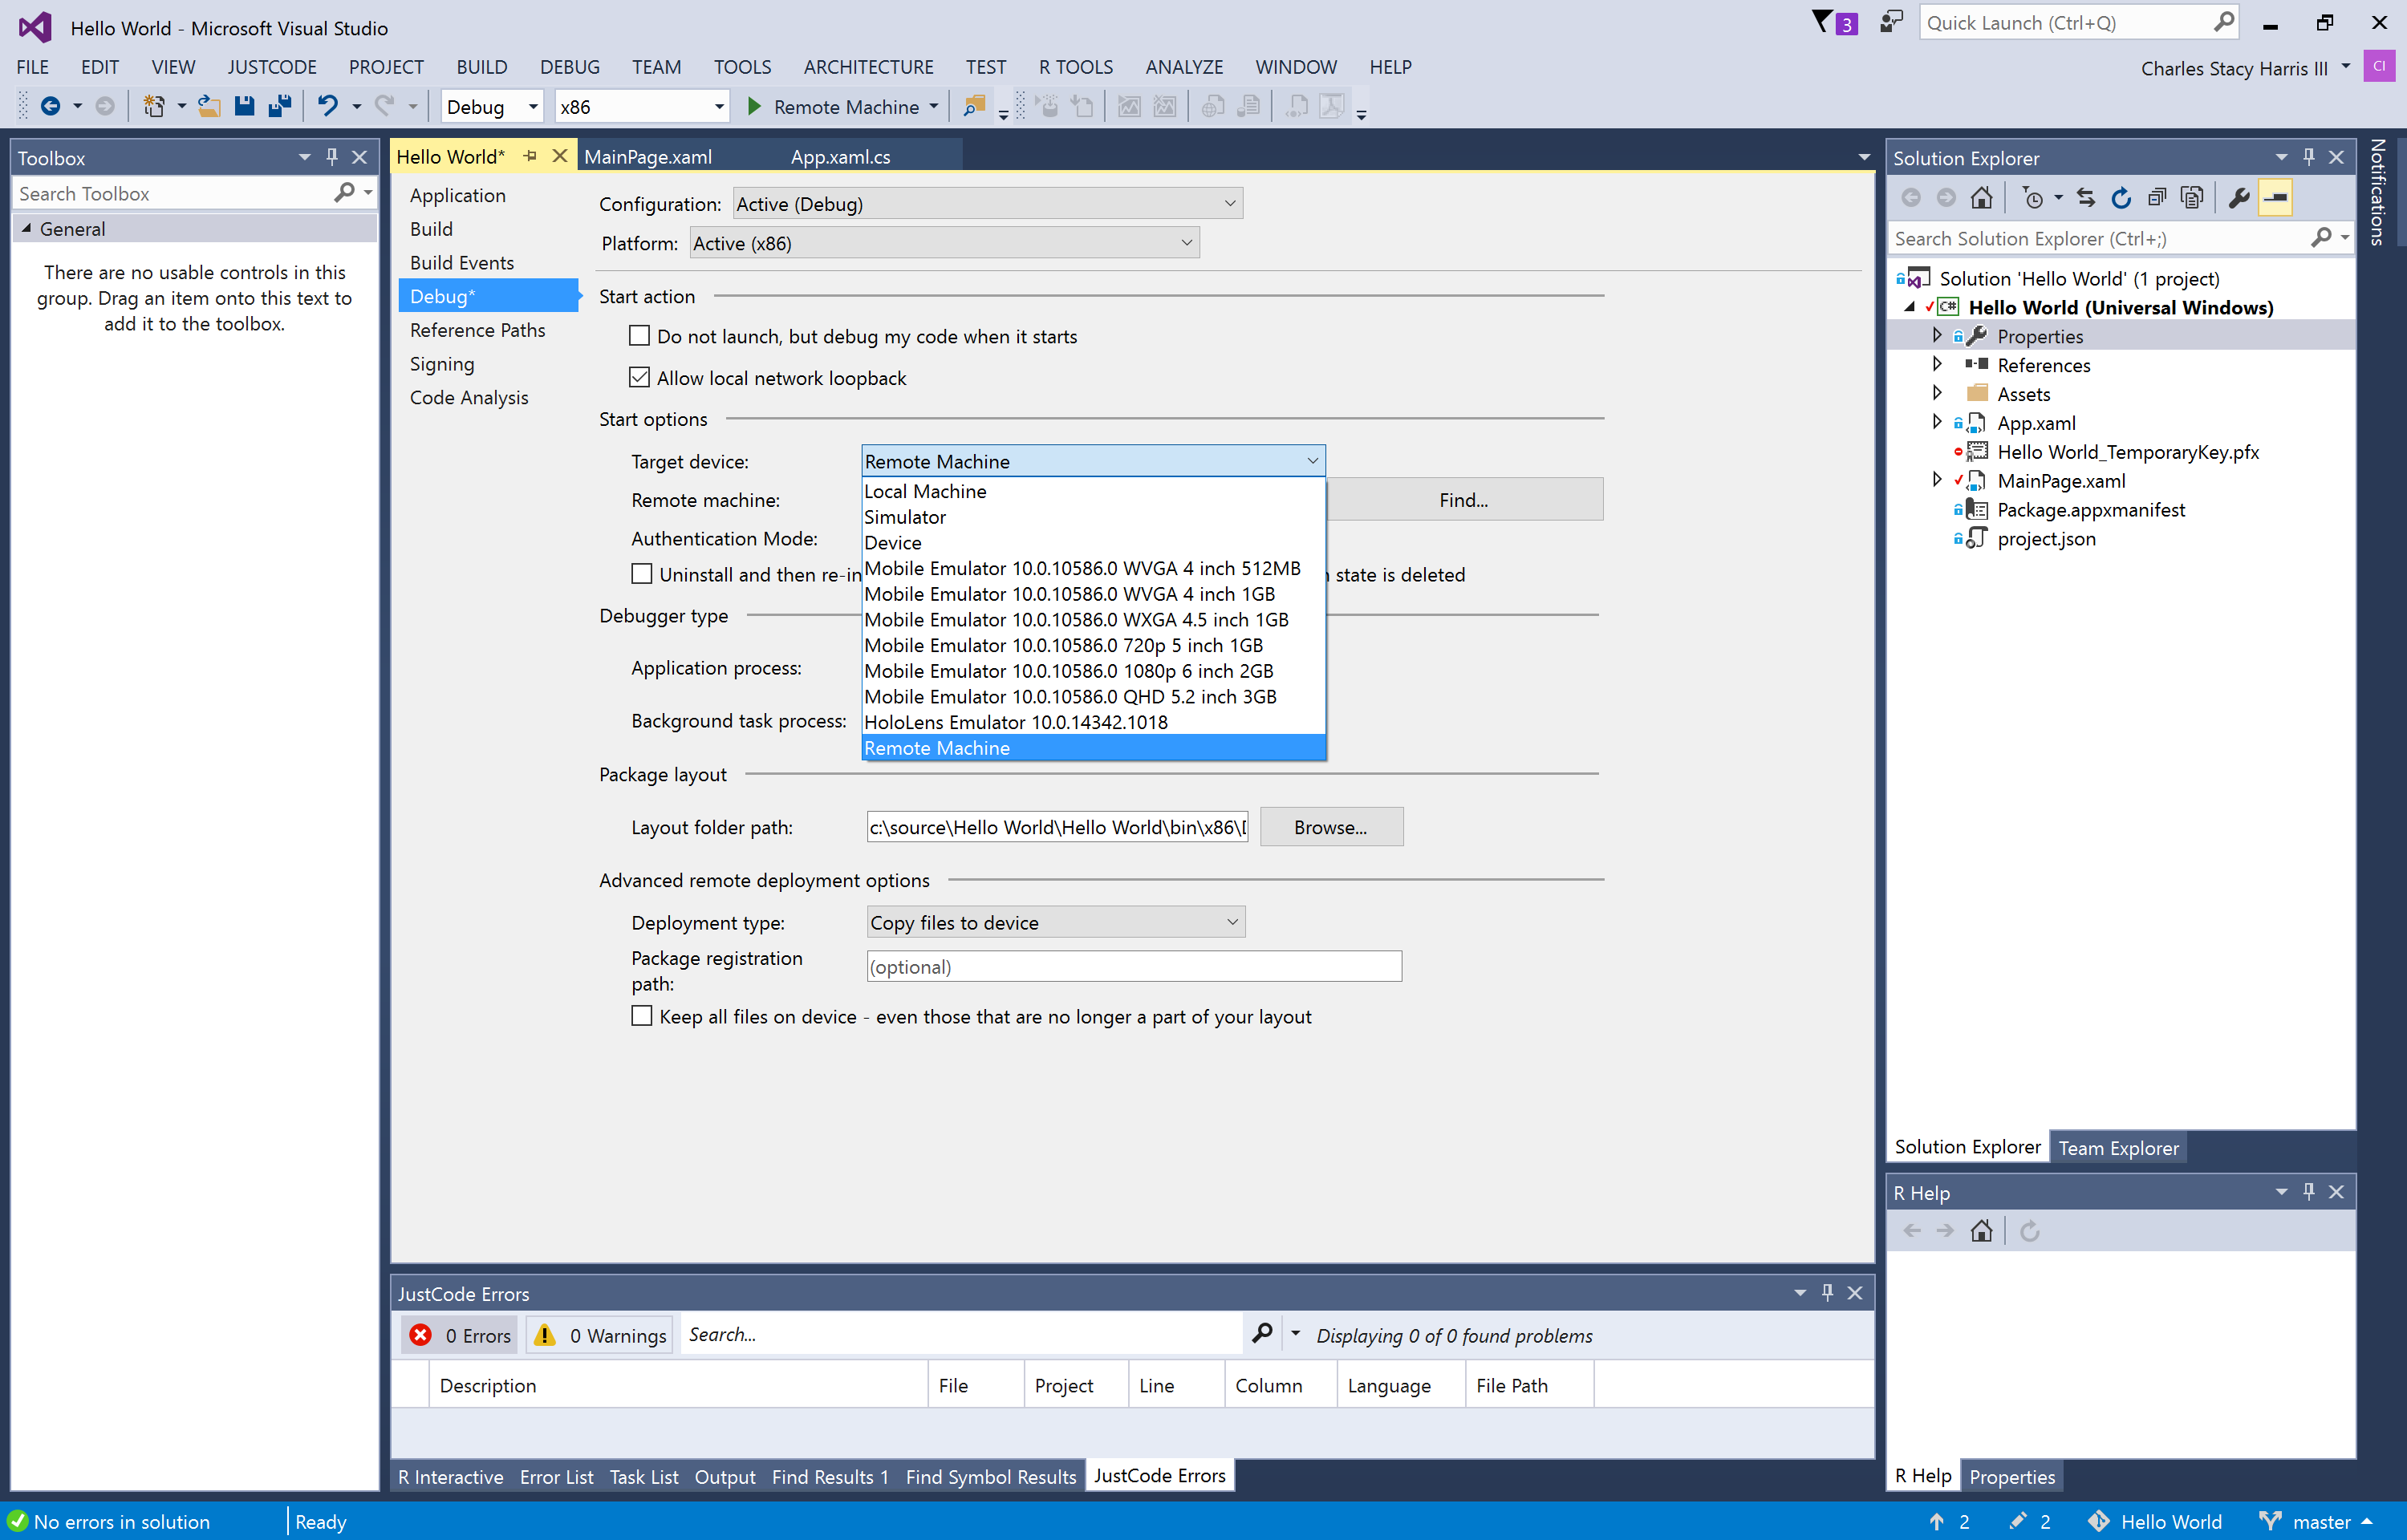 Hello World - Microsoft Visual Studio
3
Quick Launch (Ctrl+Q)
FILE EDIT VIEW JUSTCODE PROJECT BUILD DEBUG TEAM TOOLS ARCHITECTURE TEST R TOOLS ANALYZE WINDOW HELP
Charles Stacy Harris III
CI
Debug
x86
Remote Machine
Toolbox
Search Toolbox
General
There are no usable controls in this
group. Drag an item onto this text to
add it to the toolbox.
Hello World*
MainPage.xaml
App.xaml.cs
Application
Build
Build Events
Debug*
Reference Paths
Signing
Code Analysis
Configuration: Active (Debug)
Platform: Active (x86)
Start action
Do not launch, but debug my code when it starts
Allow local network loopback
Start options
Target device: Remote Machine
Remote machine:
Find...
Authentication Mode:
Uninstall and then re-in
state is deleted
Local Machine
Simulator
Device
Mobile Emulator 10.0.10586.0 WVGA 4 inch 512MB
Mobile Emulator 10.0.10586.0 WVGA 4 inch 1GB
Mobile Emulator 10.0.10586.0 WXGA 4.5 inch 1GB
Mobile Emulator 10.0.10586.0 720p 5 inch 1GB
Mobile Emulator 10.0.10586.0 1080p 6 inch 2GB
Mobile Emulator 10.0.10586.0 QHD 5.2 inch 3GB
HoloLens Emulator 10.0.14342.1018
Remote Machine
Debugger type
Application process:
Background task process:
Package layout
Layout folder path: c:\source\Hello World\Hello World\bin\x86\
Browse...
Advanced remote deployment options
Deployment type: Copy files to device
Package registration
path:
(optional)
Keep all files on device - even those that are no longer a part of your layout
Solution Explorer
Search Solution Explorer (Ctrl+;)
Solution 'Hello World' (1 project)
C# Hello World (Universal Windows)
Properties
References
Assets
App.xaml
Hello World_TemporaryKey.pfx
MainPage.xaml
Package.appxmanifest
project.json
Solution Explorer
Team Explorer
Notifications
R Help
R Help
Properties
JustCode Errors
0 Errors
0 Warnings
Search...
Displaying 0 of 0 found problems
Description File Project Line Column Language File Path
R Interactive Error List Task List Output Find Results 1 Find Symbol Results JustCode Errors
No errors in solution
Ready
2
2
Hello World
master